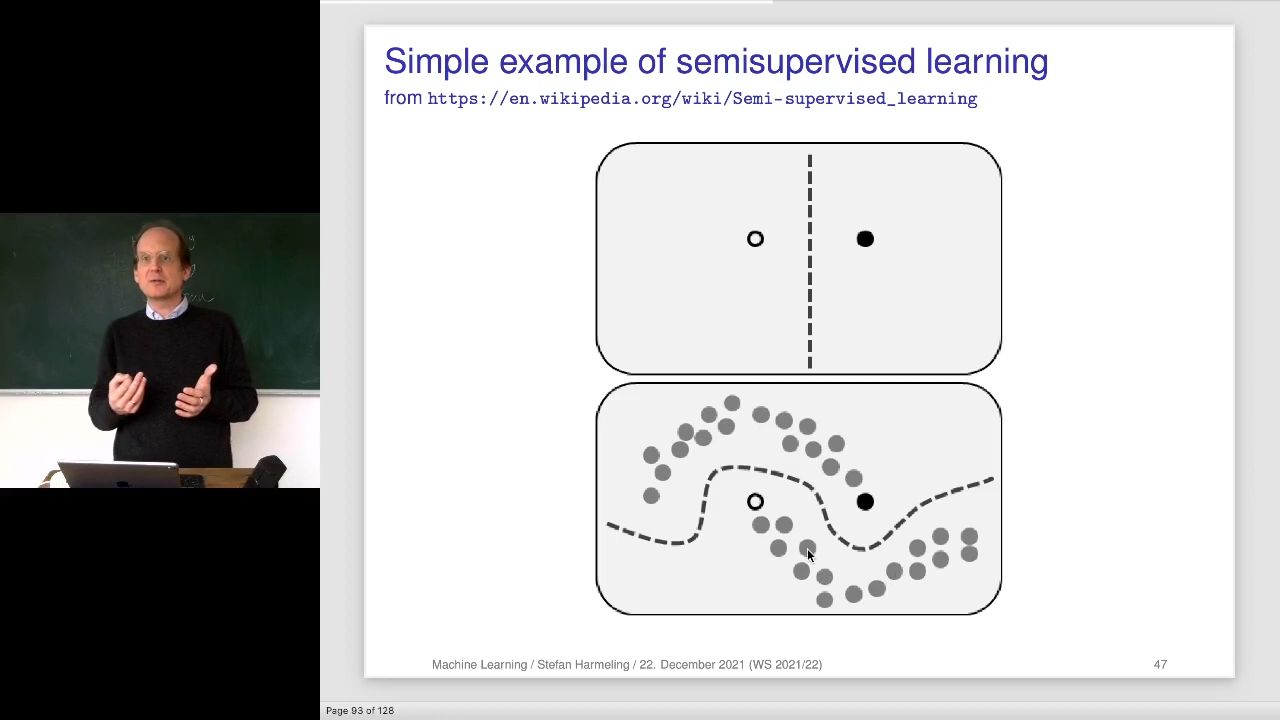 Simple example of semisupervised learning
from https://en.wikipedia.org/wiki/Semi-supervised_learning
Machine Learning / Stefan Harmeling / 22. December 2021 (WS 2021/22)
47
Page 93 of 128